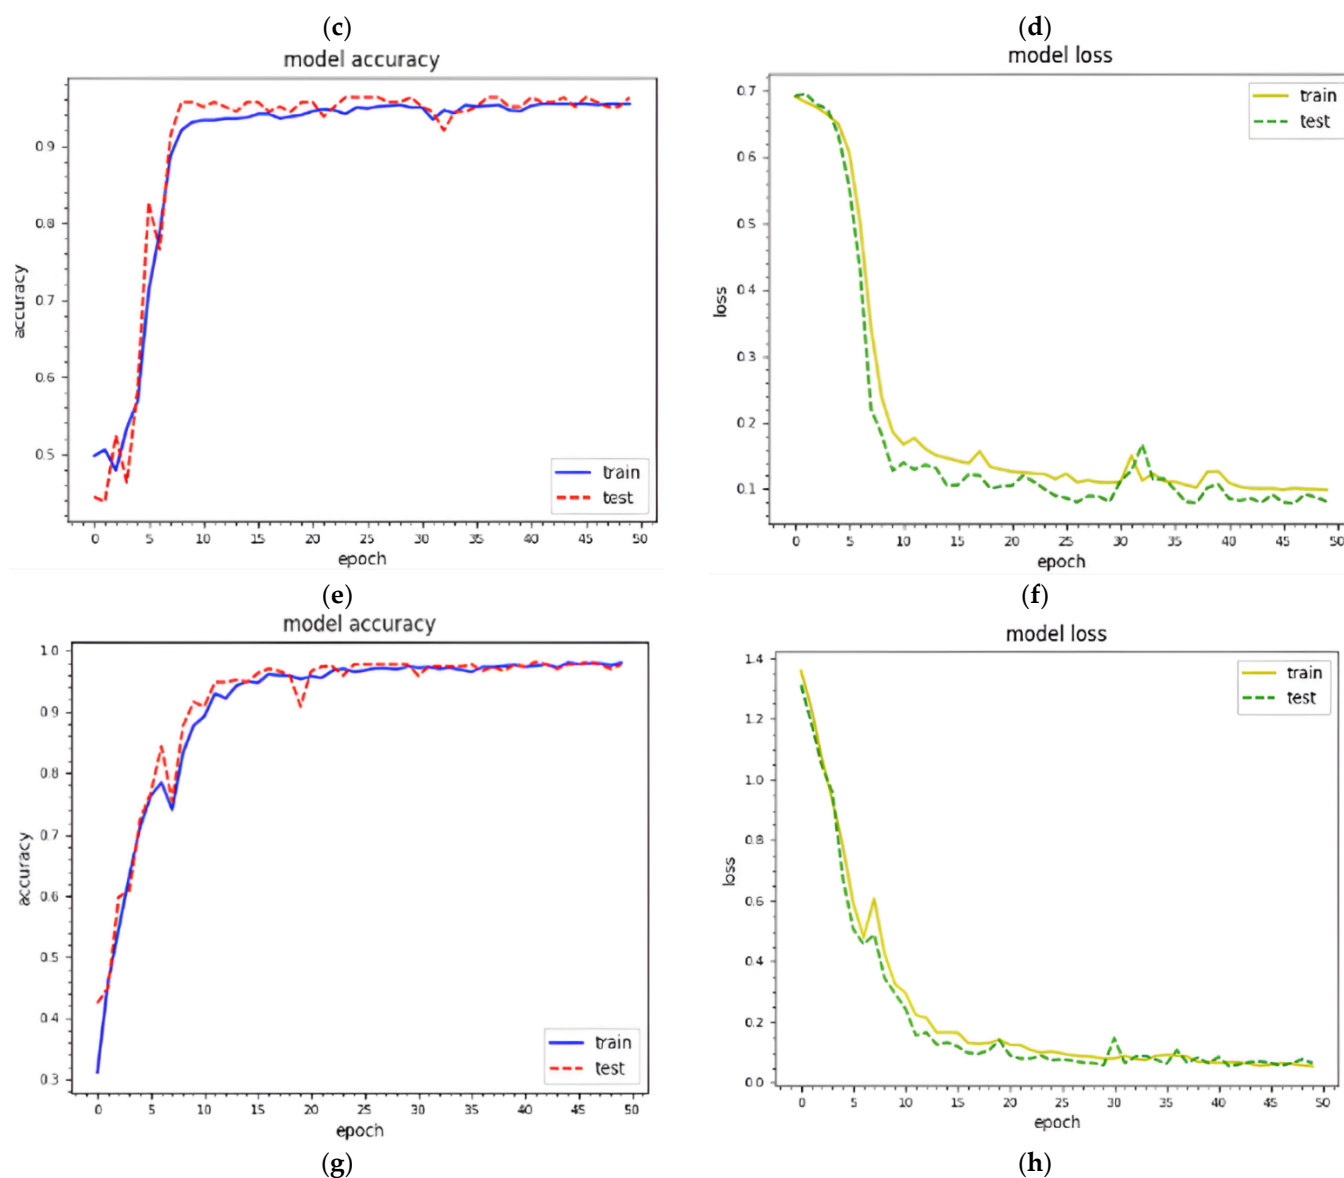 (c)
(d)
model accuracy
accuracy
0.9
0.8
0.7
0.6
0.5
0 5 10 15 20 25 30 35 40 45 50
epoch
train
test
model loss
loss
0.7
0.6
0.5
0.4
0.3
0.2
0.1
0 5 10 15 20 25 30 35 40 45 50
epoch
train
test
(e)
(f)
model accuracy
accuracy
1.0
0.9
0.8
0.7
0.6
0.5
0.4
0.3
0 5 10 15 20 25 30 35 40 45 50
epoch
train
test
model loss
loss
1.4
1.2
1.0
0.8
0.6
0.4
0.2
0.0
0 5 10 15 20 25 30 35 40 45 50
epoch
train
test
(g)
(h)